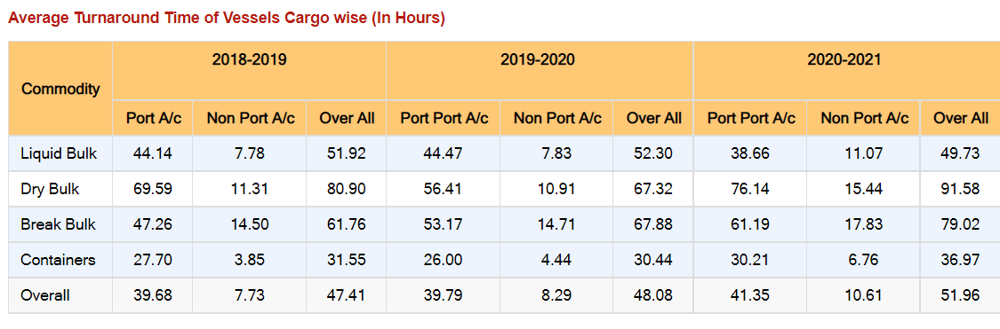 Average Turnaround Time of Vessels Cargo wise (In Hours)
Commodity 2018-2019 2019-2020 2020-2021
Port A/c Non Port A/c Over All Port Port A/c Non Port A/c Over All Port Port A/c Non Port A/c Over All
Liquid Bulk 44.14 7.78 51.92 44.47 7.83 52.30 38.66 11.07 49.73
Dry Bulk 69.59 11.31 80.90 56.41 10.91 67.32 76.14 15.44 91.58
Break Bulk 47.26 14.50 61.76 53.17 14.71 67.88 61.19 17.83 79.02
Containers 27.70 3.85 31.55 26.00 4.44 30.44 30.21 6.76 36.97
Overall 39.68 7.73 47.41 39.79 8.29 48.08 41.35 10.61 51.96